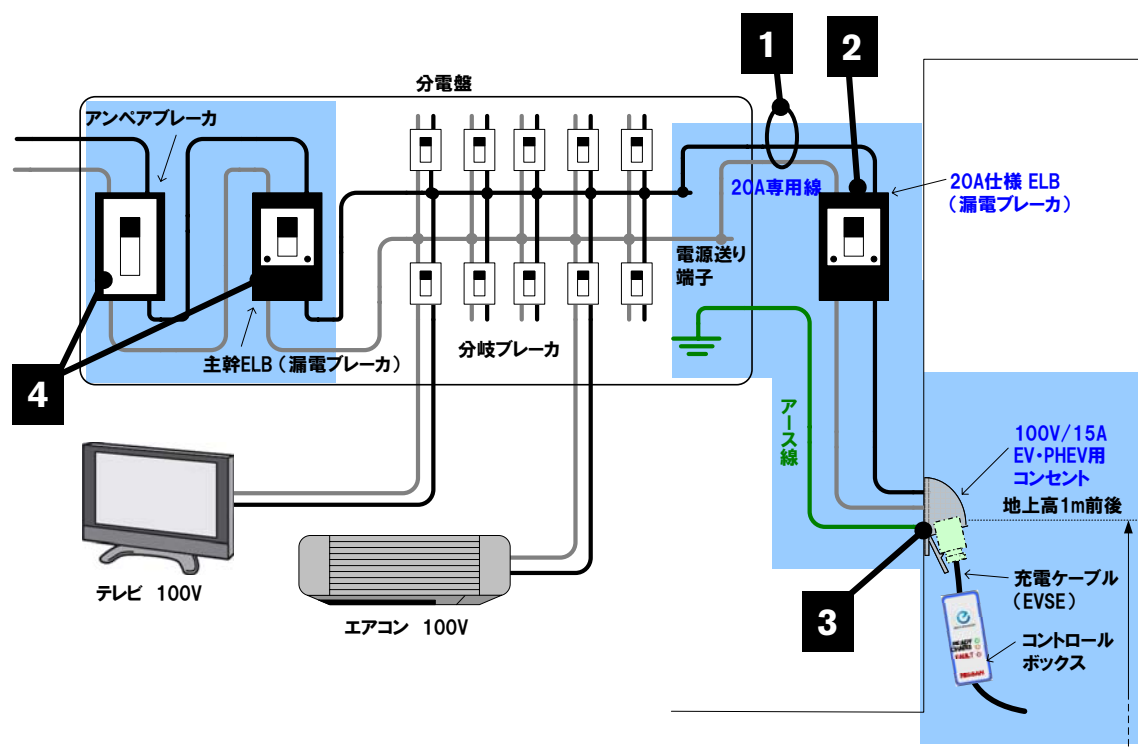 1
2
分電盤
アンペアブレーカ
20A専用線
20A仕様 ELB
（漏電ブレーカ）
電源送り
端子
分岐ブレーカ
主幹ELB（漏電ブレーカ）
4
アース線
100V/15A
EV・PHEV用
コンセント
地上高1m前後
テレビ 100V
エアコン 100V
3
充電ケーブル
（EVSE）
READY
CHARGE
FAULT
NISSAN
コントロール
ボックス